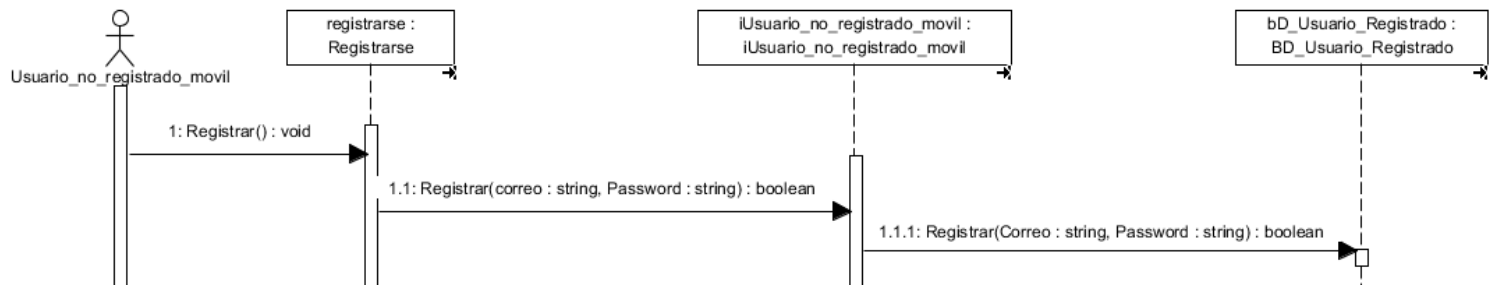 registrarse :
Registrarse
iUsuario_no_registrado_movil :
iUsuario_no_registrado_movil
bD_Usuario_Registrado :
BD_Usuario_Registrado
Usuario_no_registrado_movil
1: Registrar() : void
1.1: Registrar(correo : string, Password : string) : boolean
1.1.1: Registrar(Correo : string, Password : string) : boolean